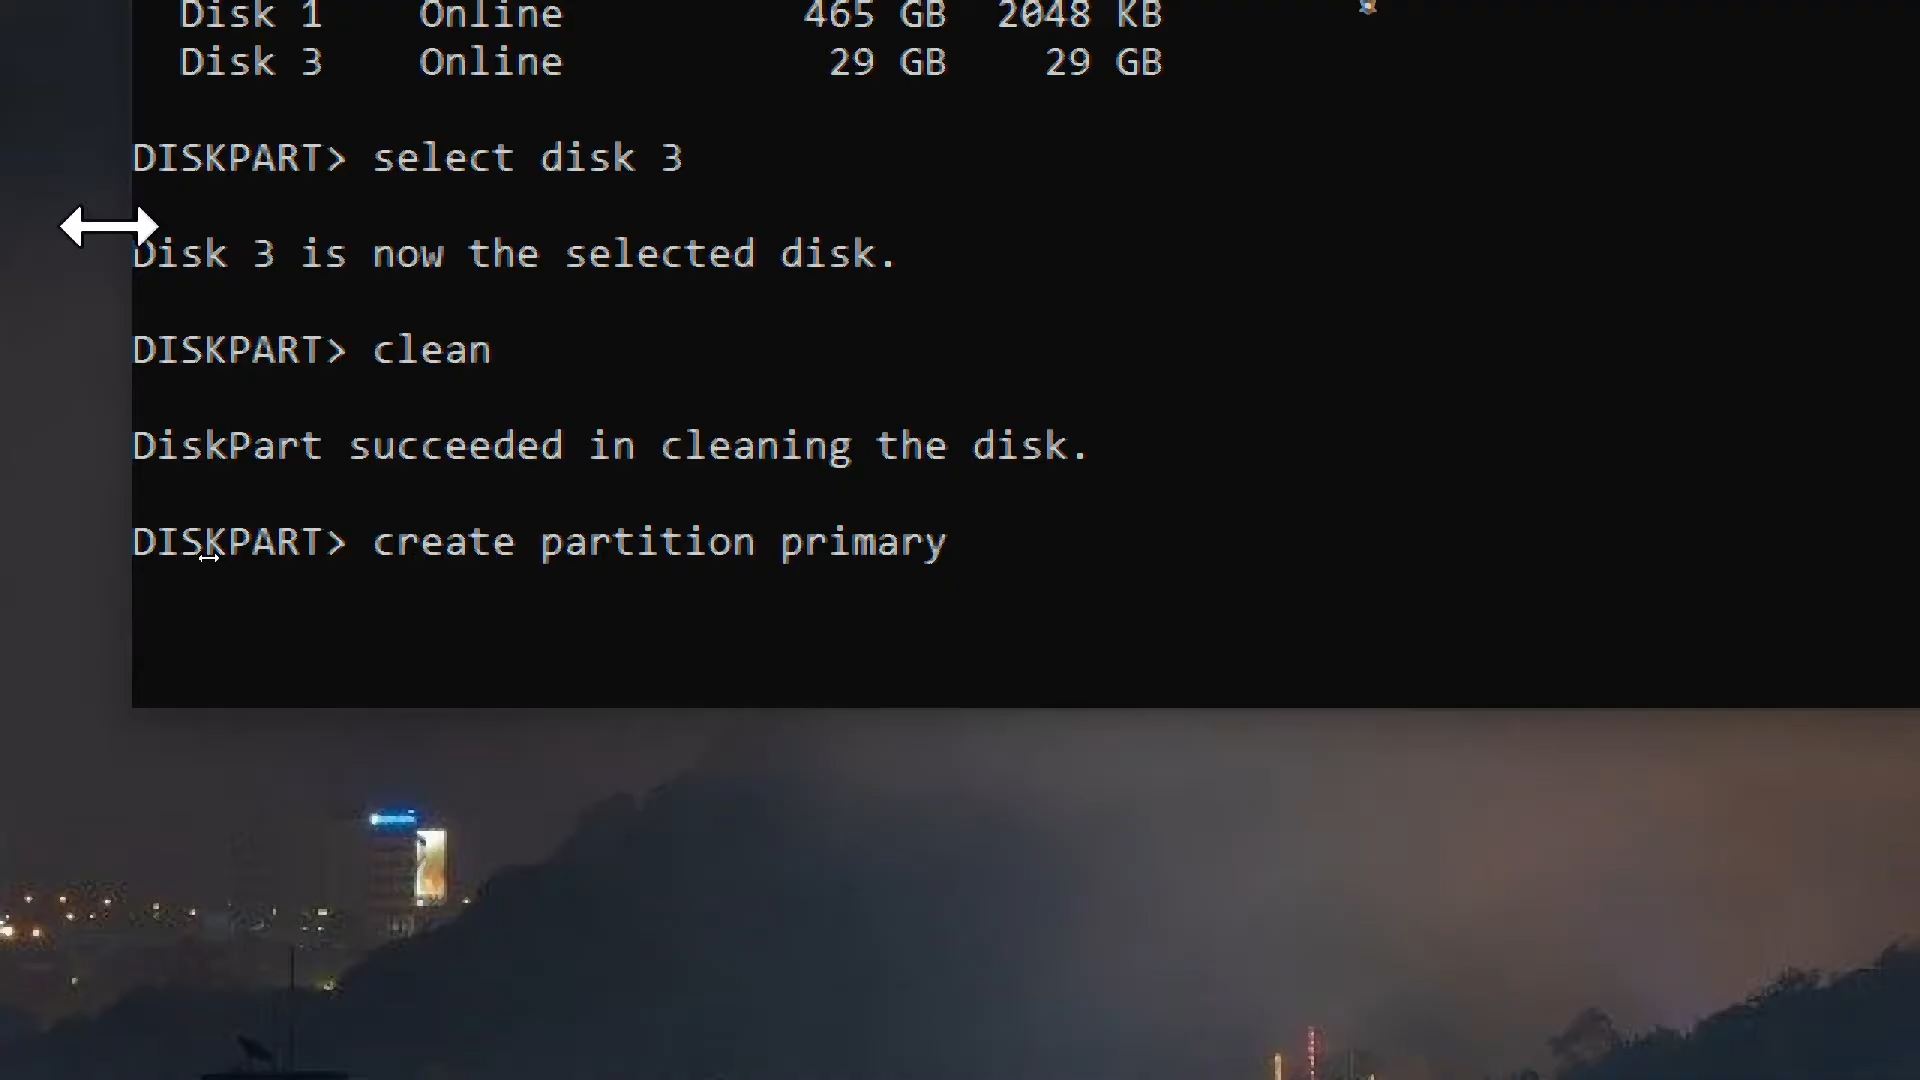 Disk 1    Online          465 GB  2048 KB
Disk 3    Online           29 GB    29 GB
DISKPART> select disk 3
Disk 3 is now the selected disk.
DISKPART> clean
DiskPart succeeded in cleaning the disk.
DISKPART> create partition primary